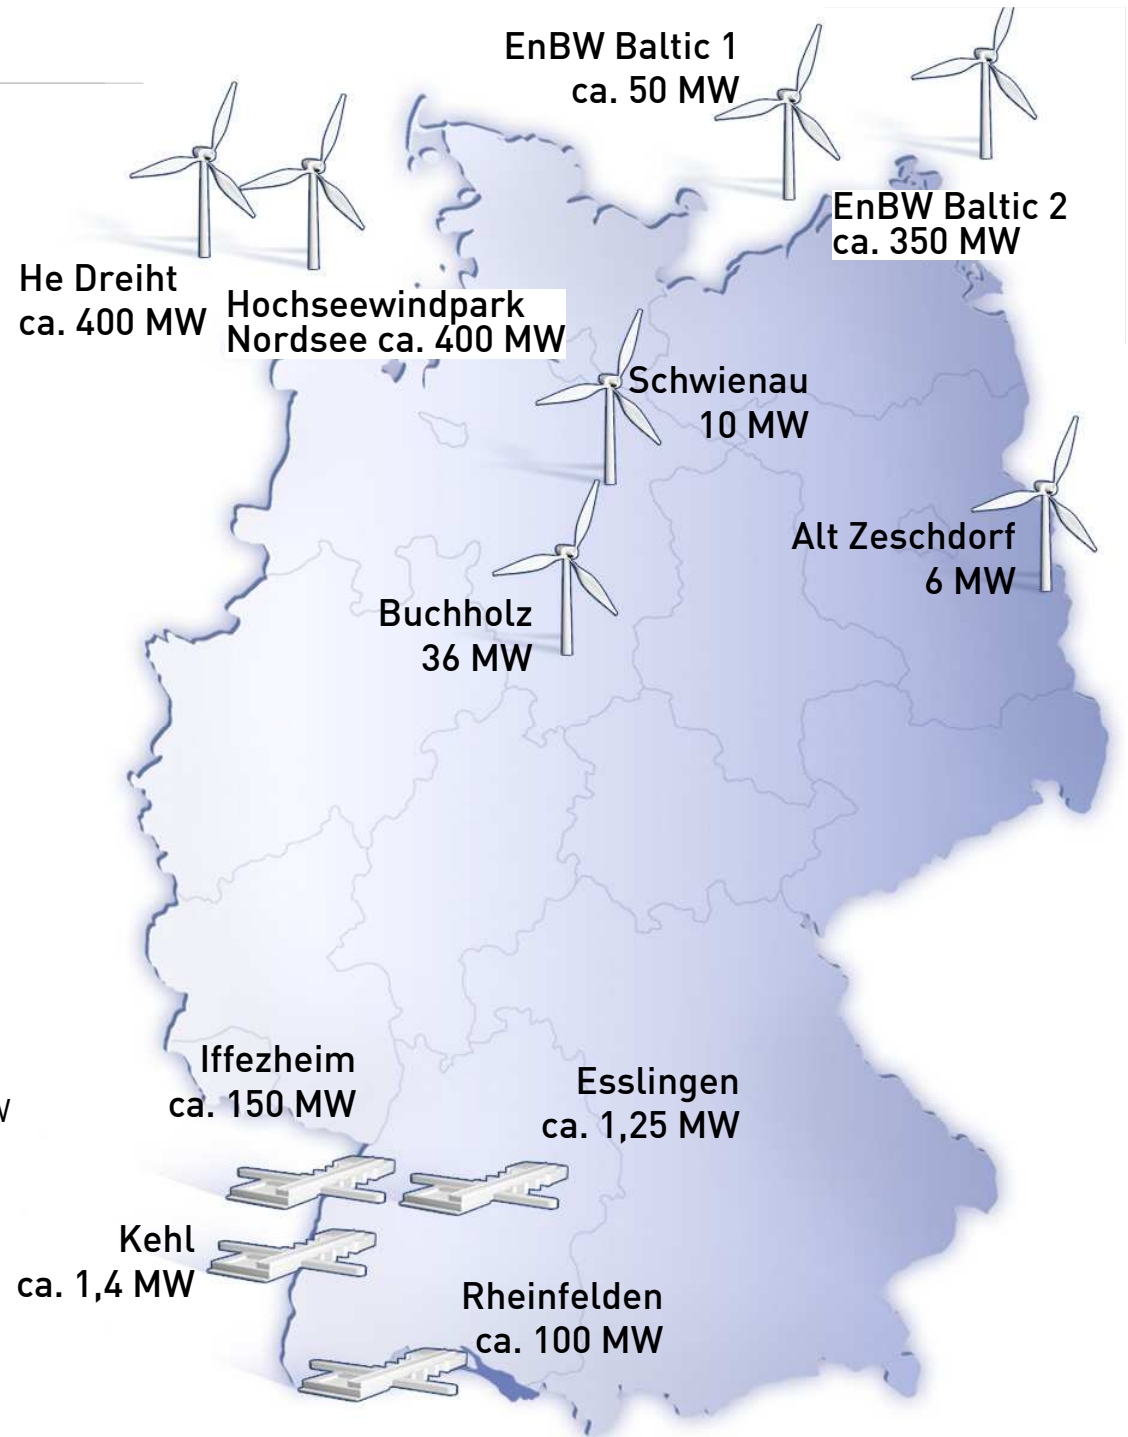 EnBW Baltic 1
ca. 50 MW
EnBW Baltic 2
ca. 350 MW
He Dreiht
ca. 400 MW
Hochseewindpark
Nordsee ca. 400 MW
Schwienau
10 MW
Alt Zeschdorf
6 MW
Buchholz
36 MW
Iffezheim
ca. 150 MW
Esslingen
ca. 1,25 MW
Kehl
ca. 1,4 MW
Rheinfelden
ca. 100 MW